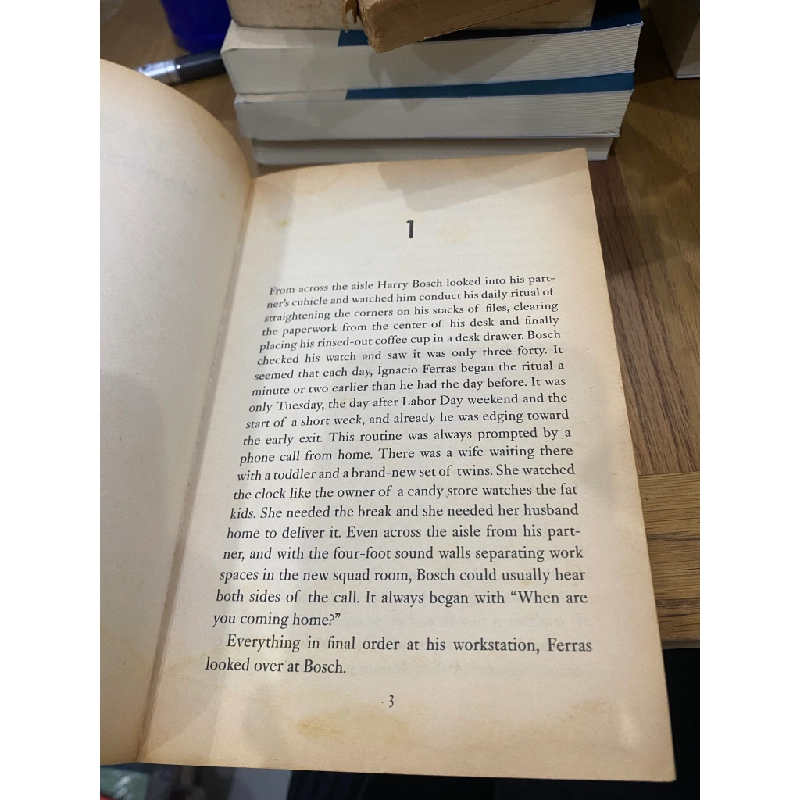 1
From across the aisle Harry Bosch looked into his part-
ner's cubicle and watched him conduct his daily ritual of
straightening the corners on his stacks of files, clearing
the paperwork from the center of his desk and finally
placing his rinsed-out coffee cup in a desk drawer. Bosch
checked his watch and saw it was only three-forty. It
seemed that each day, Ignacio Ferras began the ritual a
minute or two earlier than he had the day before. It was
only Tuesday, the day after Labor Day weekend and the
start of a short week, and already he was edging toward
the early exit. This routine was always prompted by a
phone call from home. There was a wife waiting there
with a toddler and a brand-new set of twins. She watched
the clock like the owner of a candy store watches the fat
kids. She needed the break and she needed her husband
home to deliver it. Even across the aisle from his part-
ner, and with the four-foot sound walls separating work
spaces in the new squad room, Bosch could usually hear
both sides of the call. It always began with “When are
you coming home?”
Everything in final order at his workstation, Ferras
looked over at Bosch.
3